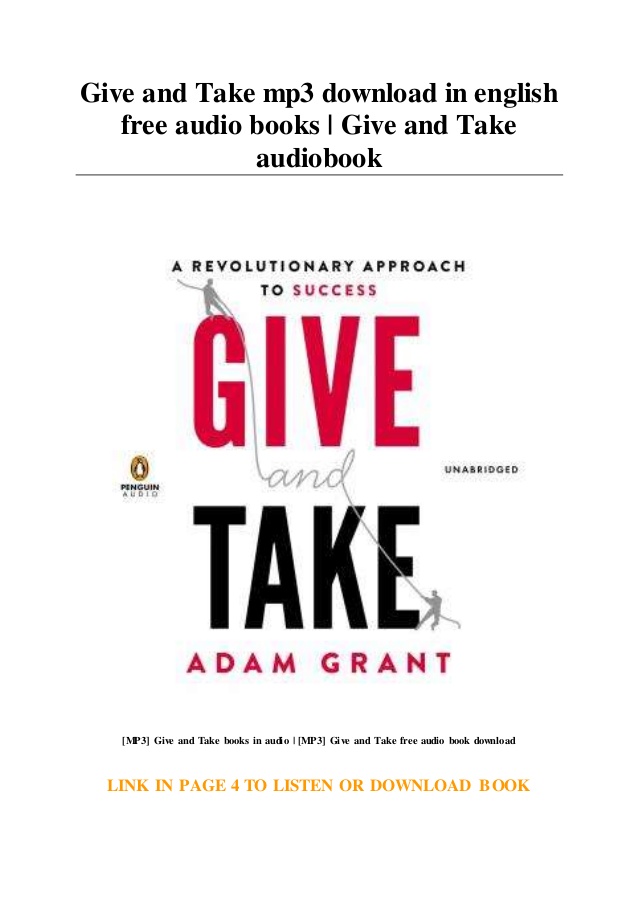 Give and Take mp3 download in english
free audio books | Give and Take
audiobook
A REVOLUTIONARY APPROACH
TO SUCCESS
GIVE
and
PENGUIN
AUDIO
UNABRIDGED
TAKE
ADAM GRANT
[MP3] Give and Take books in audio | [MP3] Give and Take free audio book download
LINK IN PAGE 4 TO LISTEN OR DOWNLOAD BOOK